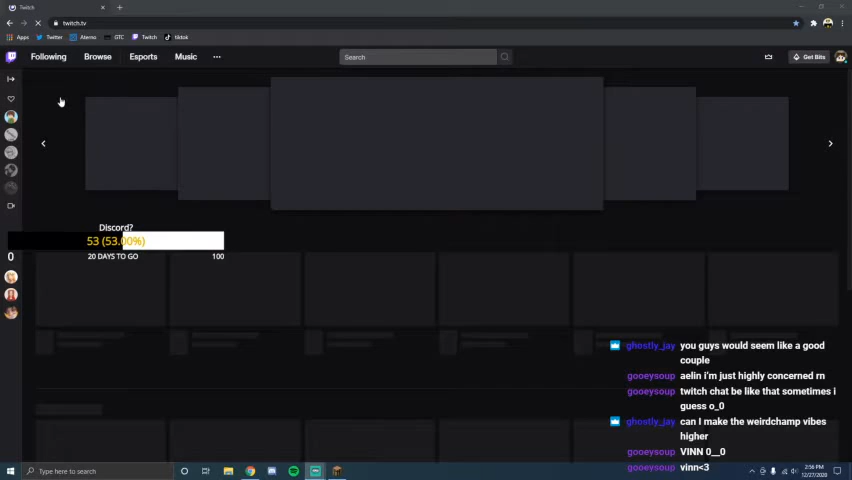 Twitch
twitch.tv
Apps Twitter Aterno GTC Twitch tiktok
Following Browse Esports Music ... Search Get Bits
Discord?
53 (53.00%)
0 20 DAYS TO GO 100
ghostly_jay you guys would seem like a good
couple
gooeysoup aelin i'm just highly concerned rn
gooeysoup twitch chat be like that sometimes i
guess o_0
ghostly_jay can I make the weirdchamp vibes
higher
gooeysoup VINN 0__0
gooeysoup vinn<3
Type here to search
2:56 PM
12/27/2020